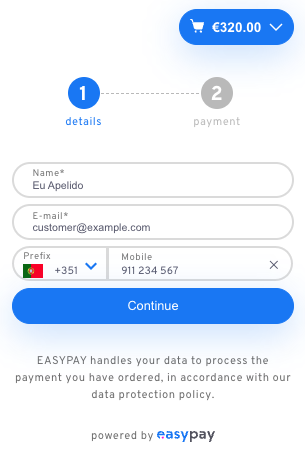 €320.00
1
2
details
payment
Name*
Eu Apelido
E-mail*
customer@example.com
Prefix
Mobile
+351
911 234 567
Continue
EASYPAY handles your data to process the
payment you have ordered, in accordance with our
data protection policy.
powered by easypay